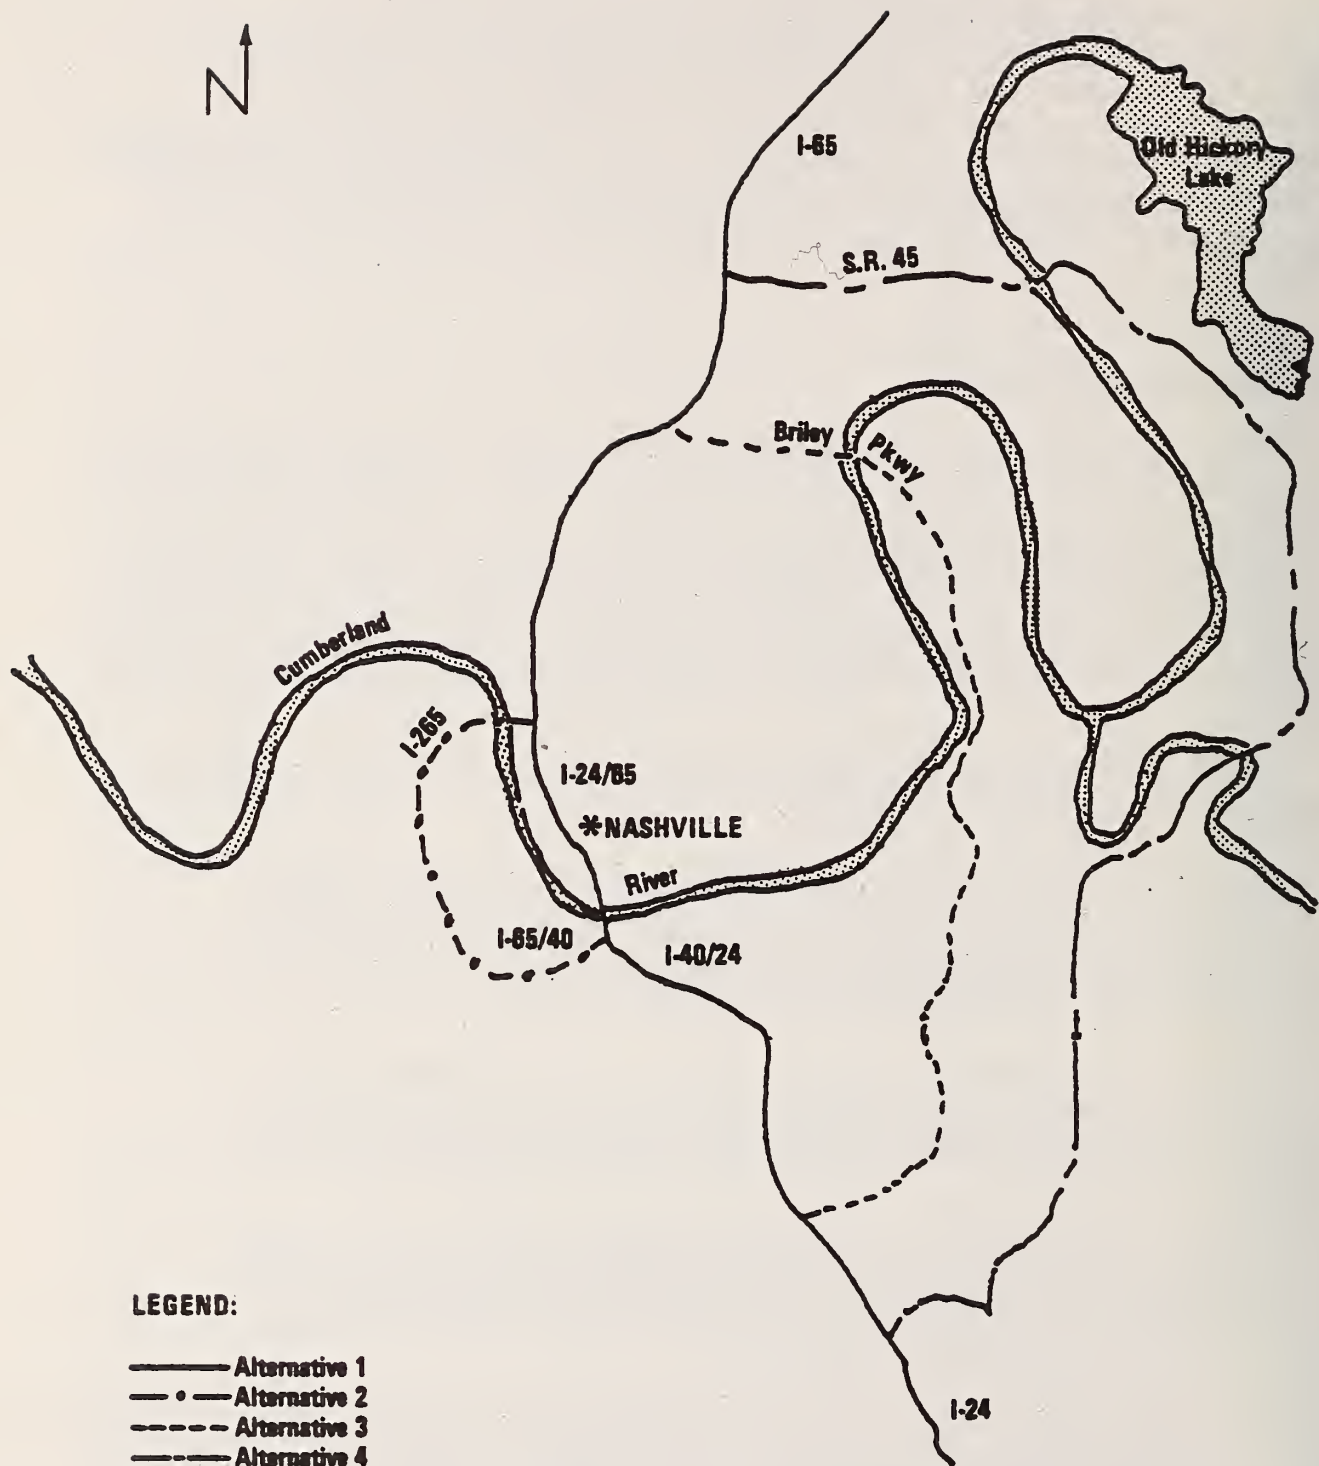 N
I-65
Old Hickory
Lake
S.R. 45
Briley
Pkwy
Cumberland
I-265
I-24/65
*NASHVILLE
River
I-65/40
I-40/24
I-24
LEGEND:
Alternative 1
Alternative 2
Alternative 3
Alternative 4